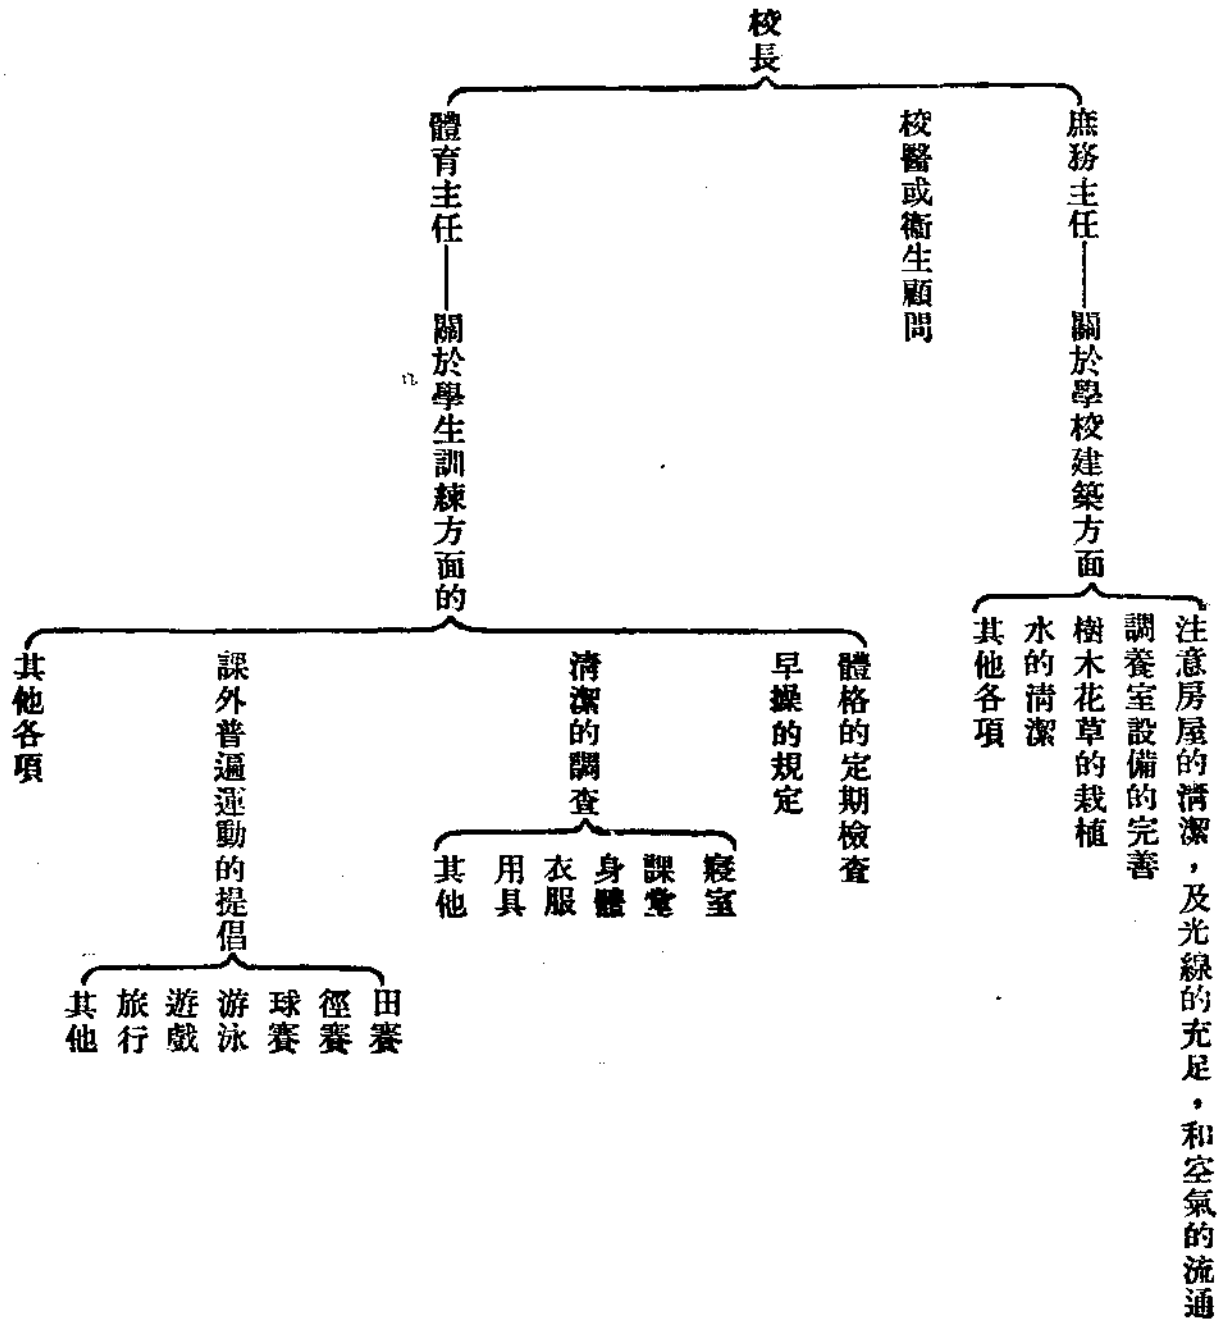 校長
庶務主任——關於學校建築方面
注意房屋的清潔，及光線的充足，和空氣的流通
調養室設備的完善
樹木花草的栽植
水的清潔
其他各項
校醫或衞生顧問
體育主任——關於學生訓練方面的
體格的定期檢查
早操的規定
清潔的調查
寢室
課堂
身體
衣服
用具
其他
課外普遍運動的提倡
田賽
徑賽
球賽
游泳
遊戲
旅行
其他
其他各項